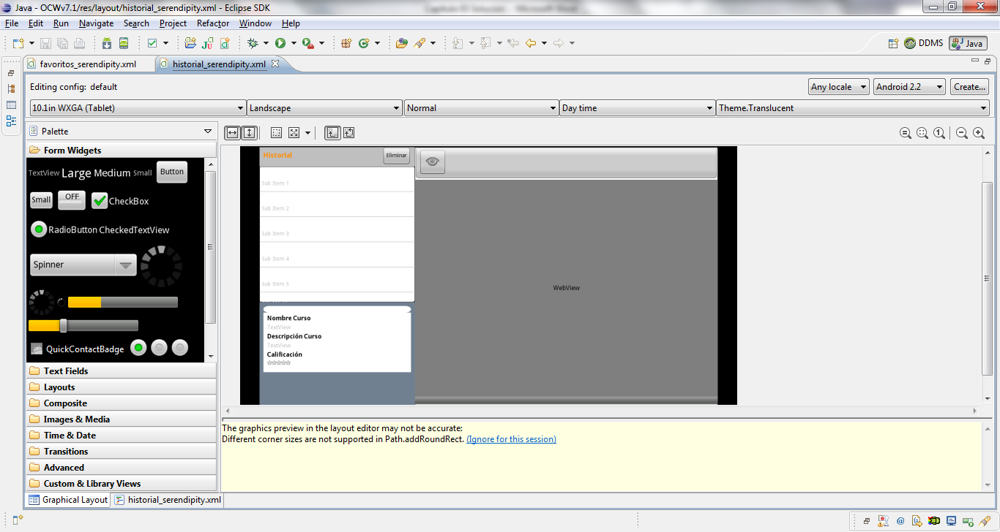 Java - OCWv7.1/res/layout/historial_serendipity.xml - Eclipse SDK
File Edit Run Navigate Search Project Refactor Window Help
DDMS Java
favoritos_serendipity.xml historial_serendipity.xml
Editing config: default Any locale Android 2.2 Create...
10.1in WXGA (Tablet) Landscape Normal Day time Theme.Translucent
Palette
Form Widgets
TextView Large Medium Small Button
Small OFF CheckBox
RadioButton CheckedTextView
Spinner
QuickContactBadge
Text Fields
Layouts
Composite
Images & Media
Time & Date
Transitions
Advanced
Custom & Library Views
Historial Eliminar
Sub Item 1
Sub Item 2
Sub Item 3
Sub Item 4
Sub Item 5
Nombre Curso
TextView
Descripción Curso
TextView
Calificación
WebView
The graphics preview in the layout editor may not be accurate:
Different corner sizes are not supported in Path.addRoundRect. (Ignore for this session)
Graphical Layout historial_serendipity.xml